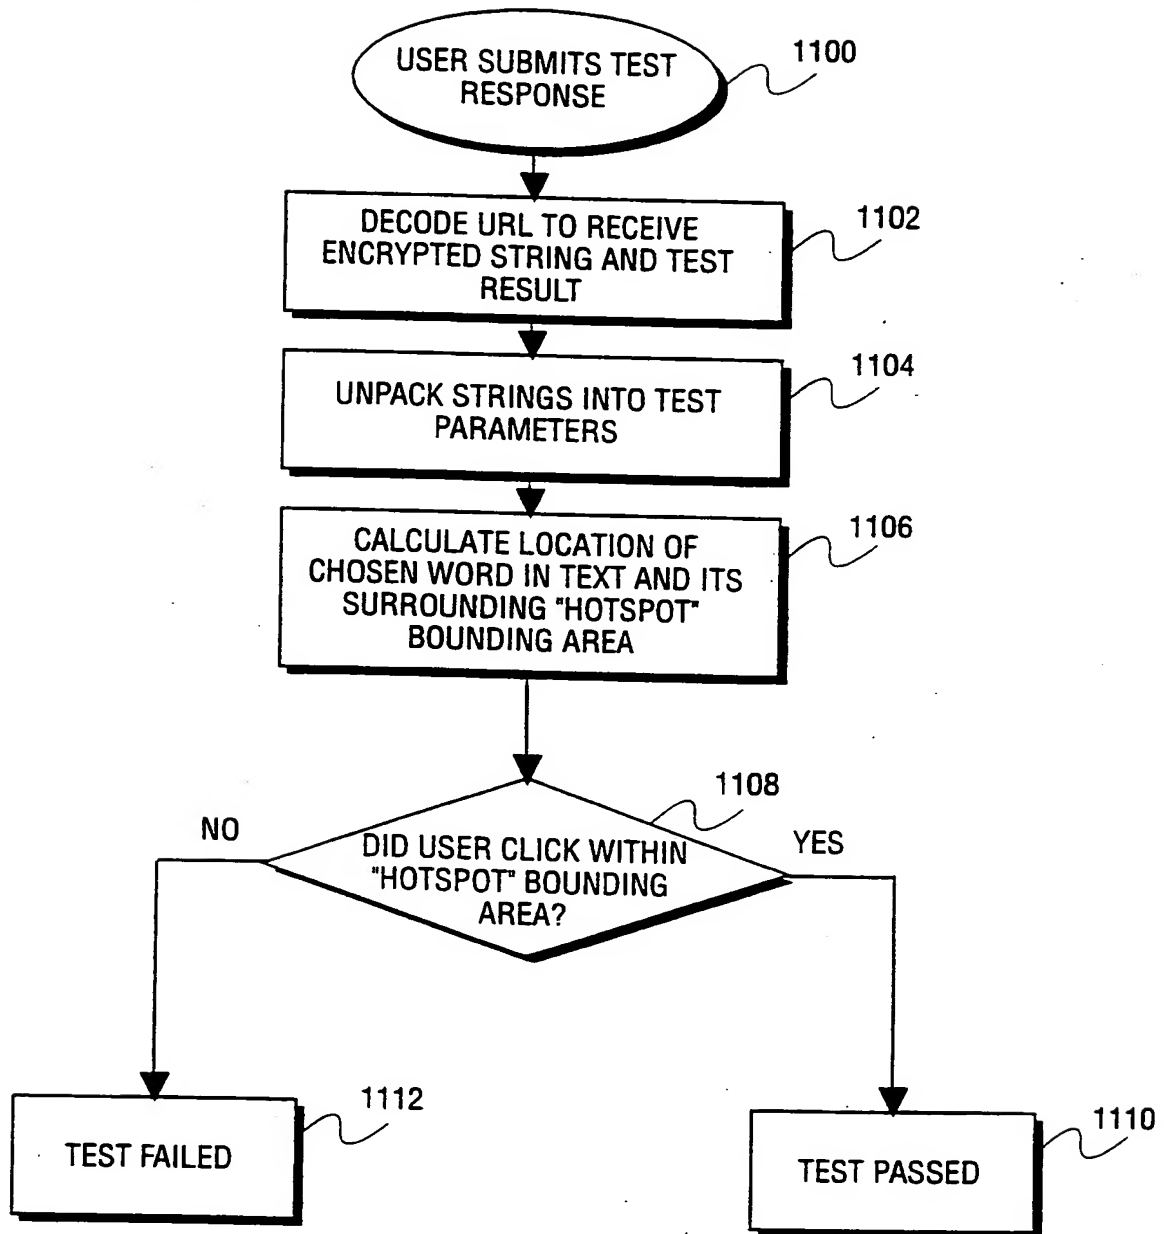 USER SUBMITS TEST
RESPONSE
1100
DECODE URL TO RECEIVE
ENCRYPTED STRING AND TEST
RESULT
1102
UNPACK STRINGS INTO TEST
PARAMETERS
1104
CALCULATE LOCATION OF
CHOSEN WORD IN TEXT AND ITS
SURROUNDING "HOTSPOT"
BOUNDING AREA
1106
1108
NO
YES
DID USER CLICK WITHIN
"HOTSPOT" BOUNDING
AREA?
1112
TEST FAILED
1110
TEST PASSED